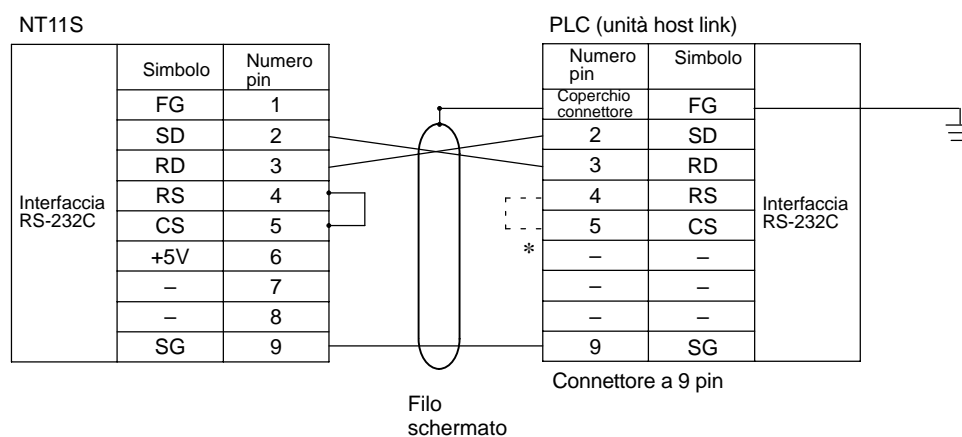 NT11S
PLC (unità host link)
Simbolo Numero pin
Numero pin Simbolo
FG 1
Coperchio connettore FG
SD 2
2 SD
RD 3
3 RD
Interfaccia RS-232C
RS 4
4 RS
Interfaccia RS-232C
CS 5
5 CS
+5V 6
* – –
– 7
– –
– 8
– –
SG 9
9 SG
Connettore a 9 pin
Filo
schermato